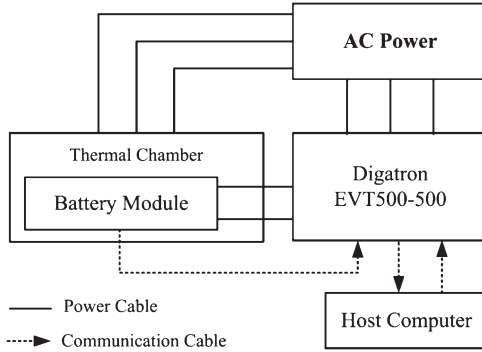 AC Power
Thermal Chamber
Battery Module
Digatron
EVT500-500
Power Cable
Communication Cable
Host Computer